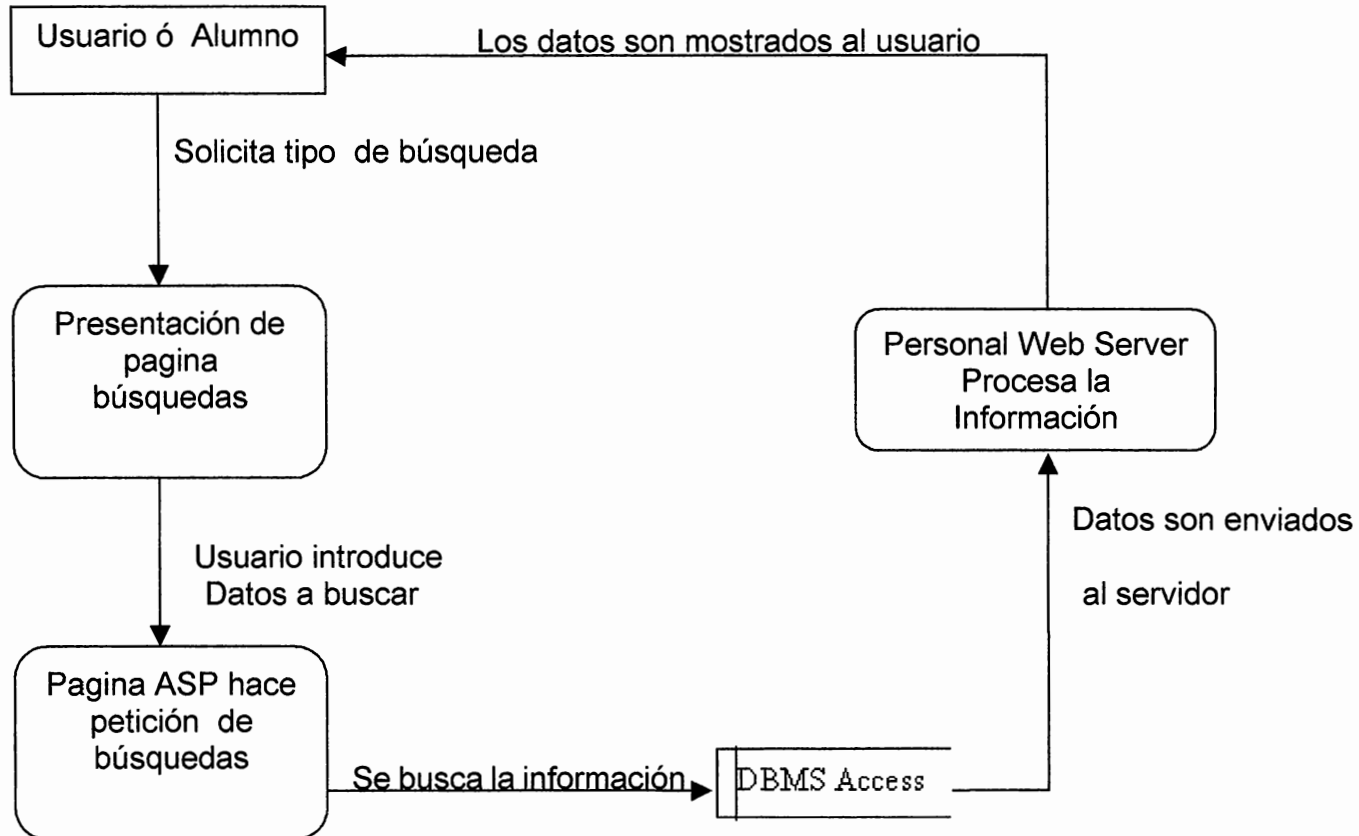 Usuario ó Alumno
Los datos son mostrados al usuario
Solicita tipo de búsqueda
Presentación de
pagina
búsquedas
Personal Web Server
Procesa la
Información
Usuario introduce
Datos a buscar
Datos son enviados
al servidor
Pagina ASP hace
petición de
búsquedas
Se busca la información
DBMS Access